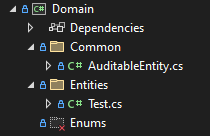 Domain
Dependencies
Common
C# AuditableEntity.cs
Entities
C# Test.cs
Enums